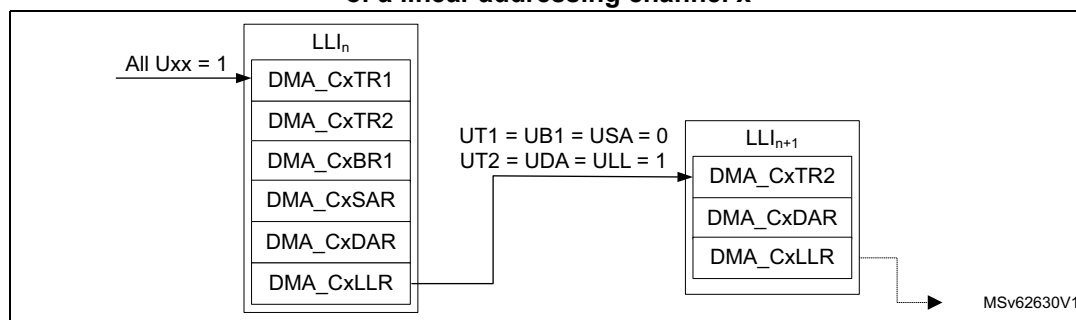 of a linear addressing channel x
LLIn
All Uxx = 1
DMA_CxTR1
DMA_CxTR2
DMA_CxBR1
DMA_CxSAR
DMA_CxDAR
DMA_CxLLR
UT1 = UB1 = USA = 0
UT2 = UDA = ULL = 1
LLIn+1
DMA_CxTR2
DMA_CxDAR
DMA_CxLLR
MSv62630V1